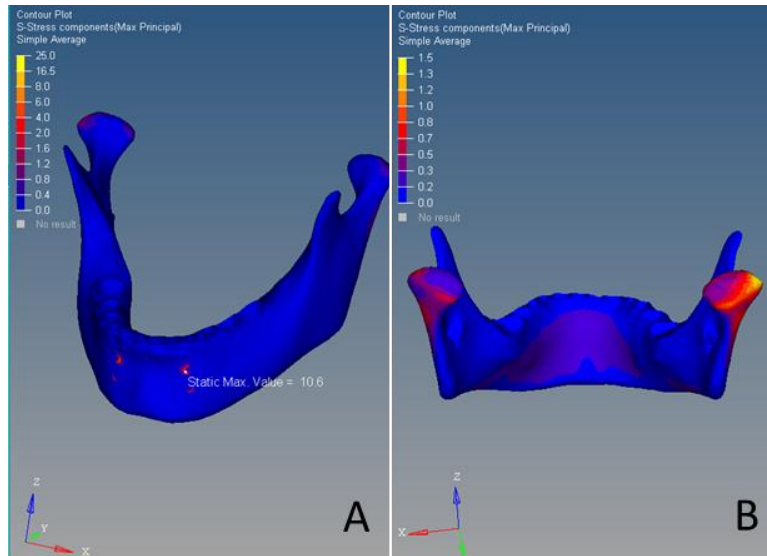 Contour Plot
S-Stress components(Max Principal)
Simple Average
25.0
16.5
8.0
6.0
4.0
2.0
1.6
1.2
0.8
0.4
0.0
No result
Static Max. Value = 10.6
Z
Y
X
A
Contour Plot
S-Stress components(Max Principal)
Simple Average
1.5
1.3
1.2
1.0
0.8
0.7
0.5
0.3
0.2
0.0
No result
Z
X
B